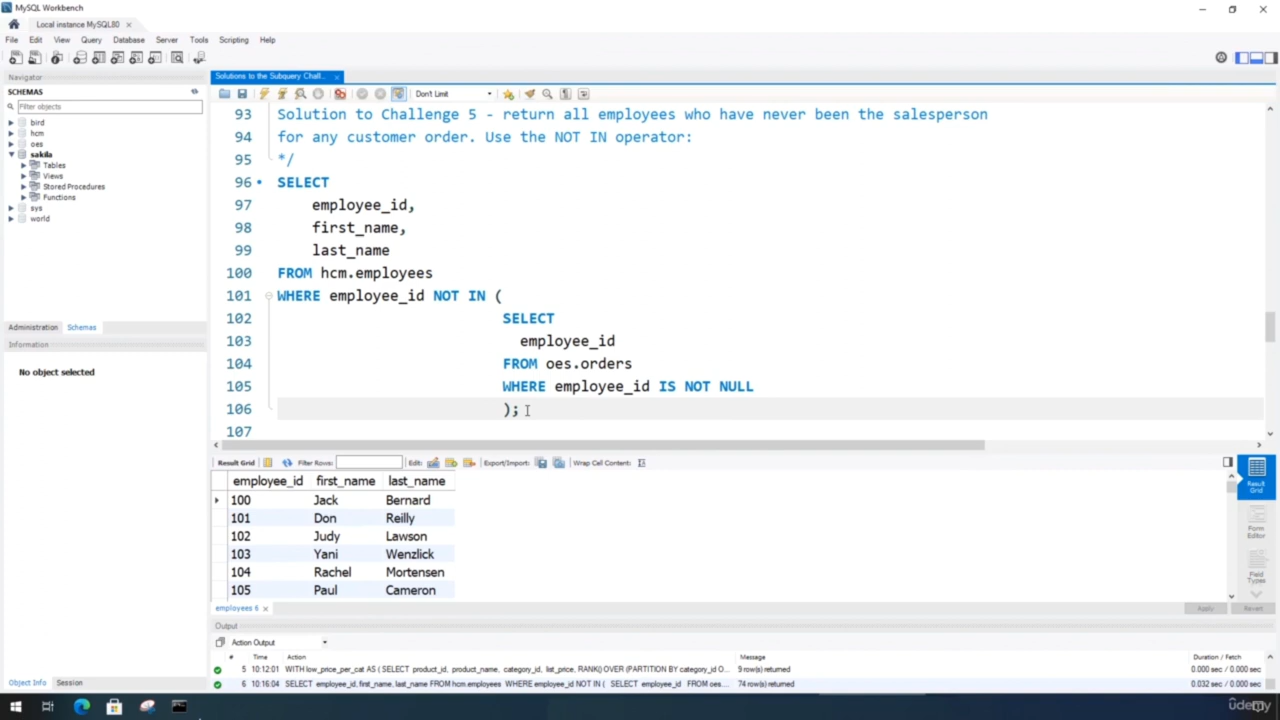 MySQL Workbench
Local instance MySQL80
File Edit View Query Database Server Tools Scripting Help
Navigator
SCHEMAS
Filter objects
bird
hcm
oes
sakila
Tables
Views
Stored Procedures
Functions
sys
world
Administration Schemas
Information
No object selected
Object Info Session
Solutions to the Subquery Chall...
Don't Limit
93 Solution to Challenge 5 - return all employees who have never been the salesperson
94 for any customer order. Use the NOT IN operator:
95 */
96 SELECT
97 employee_id,
98 first_name,
99 last_name
100 FROM hcm.employees
101 WHERE employee_id NOT IN (
102 SELECT
103 employee_id
104 FROM oes.orders
105 WHERE employee_id IS NOT NULL
106 );
107
Result Grid Filter Rows: Edit: Export/Import: Wrap Cell Content:
employee_id first_name last_name
100 Jack Bernard
101 Don Reilly
102 Judy Lawson
103 Yani Wenzlick
104 Rachel Mortensen
105 Paul Cameron
Result Grid
Form Editor
Field Types
employees 6
Apply Revert
Output
Action Output
# Time Action Message Duration / Fetch
5 10:12:01 WITH low_price_per_cat AS ( SELECT product_id, product_name, category_id, list_price, RANK() OVER (PARTITION BY category_id O... 9 row(s) returned 0.000 sec / 0.000 sec
6 10:16:04 SELECT employee_id, first_name, last_name FROM hcm.employees WHERE employee_id NOT IN ( SELECT employee_id FROM oes... 74 row(s) returned 0.032 sec / 0.000 sec
udemy